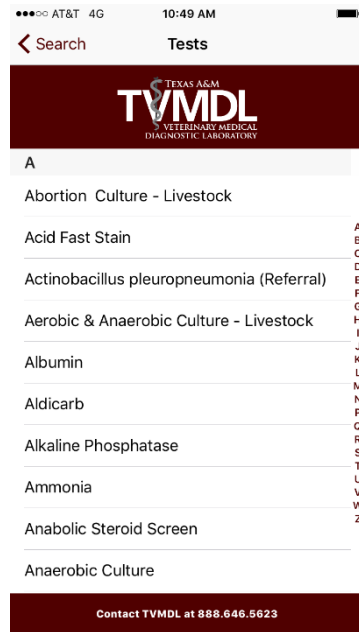 AT&T 4G 10:49 AM
Search Tests
TEXAS A&M
TVMDL
VETERINARY MEDICAL
DIAGNOSTIC LABORATORY
A
Abortion Culture - Livestock
Acid Fast Stain
Actinobacillus pleuropneumonia (Referral)
Aerobic & Anaerobic Culture - Livestock
Albumin
Aldicarb
Alkaline Phosphatase
Ammonia
Anabolic Steroid Screen
Anaerobic Culture
A
B
C
D
E
F
G
H
I
J
K
L
M
N
P
Q
R
S
T
U
V
W
Z
Contact TVMDL at 888.646.5623